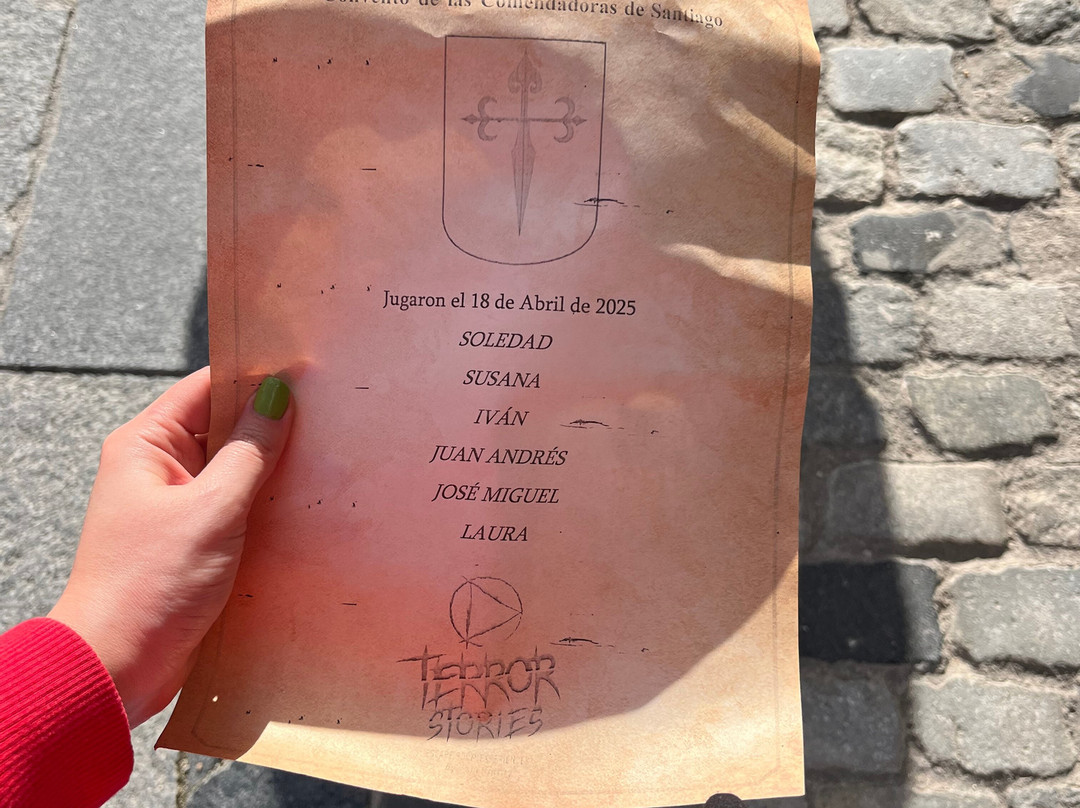 Convento de las Comendadoras de Santiago
Jugaron el 18 de Abril de 2025
SOLEDAD
SUSANA
IVÁN
JUAN ANDRÉS
JOSÉ MIGUEL
LAURA
TERROR
STORIES